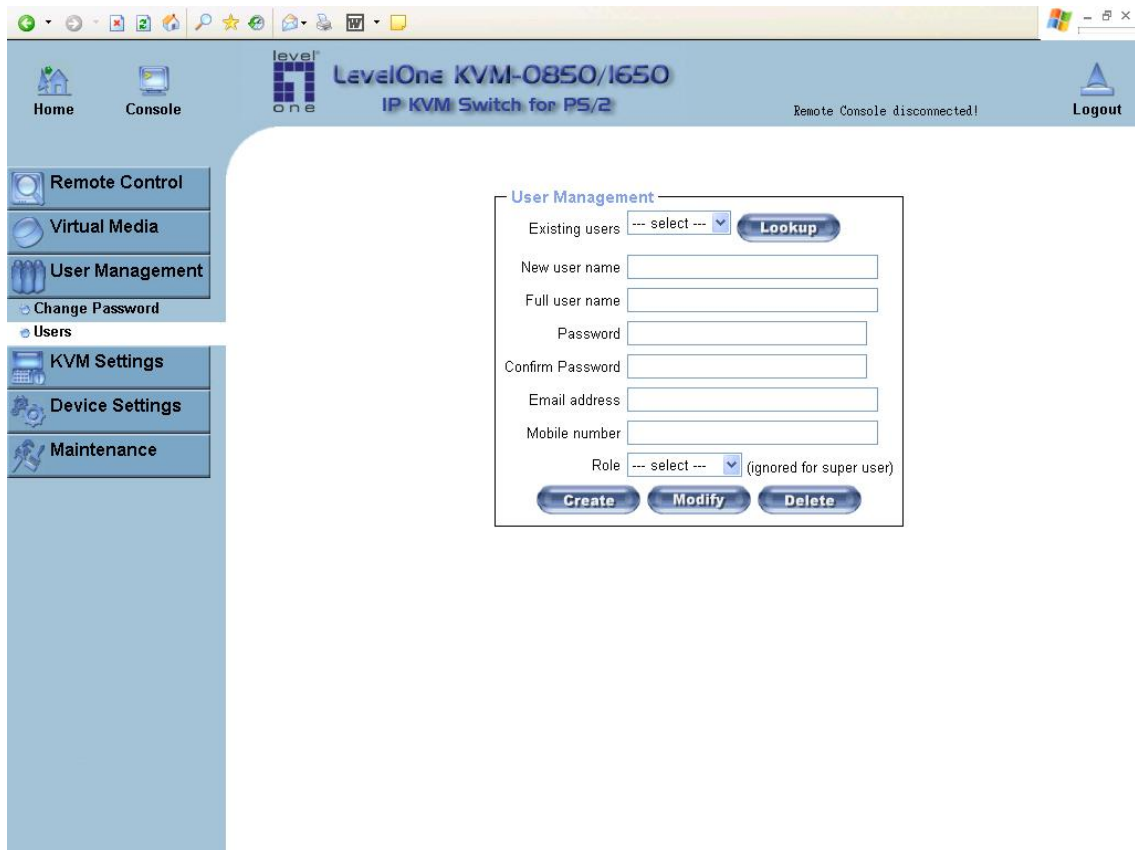 level
one
LevelOne KVM-0850/1650
IP KVM Switch for PS/2
Home
Console
Remote Console disconnected!
Logout
Remote Control
Virtual Media
User Management
Change Password
Users
KVM Settings
Device Settings
Maintenance
User Management
Existing users --- select --- Lookup
New user name
Full user name
Password
Confirm Password
Email address
Mobile number
Role --- select --- (ignored for super user)
Create Modify Delete